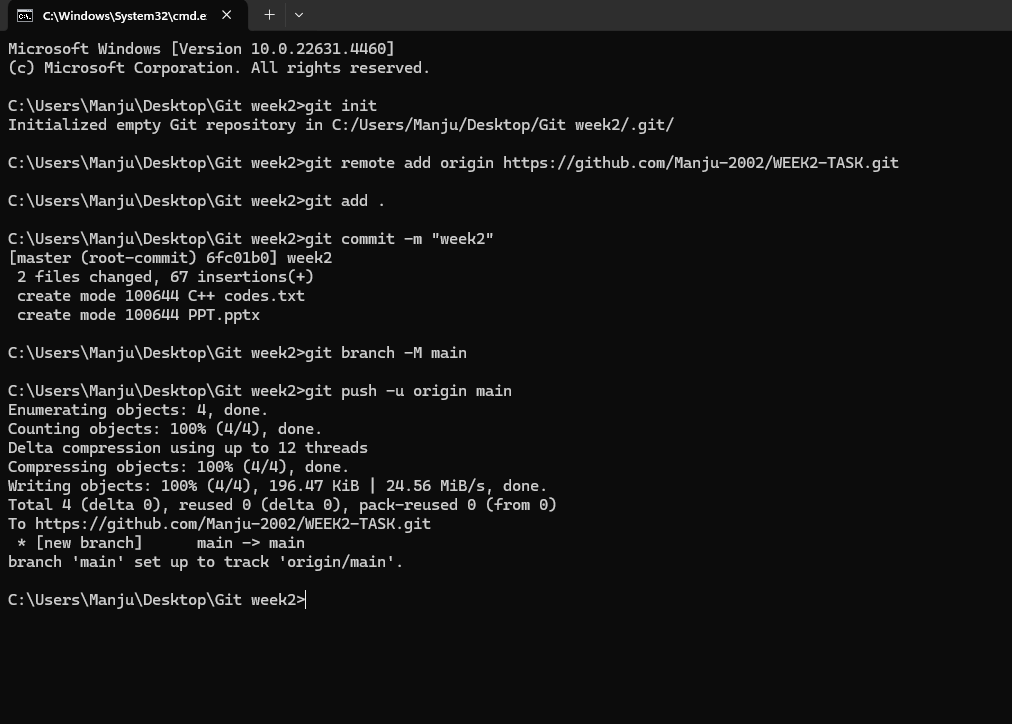 C:\Windows\System32\cmd.e
Microsoft Windows [Version 10.0.22631.4460]
(c) Microsoft Corporation. All rights reserved.
C:\Users\Manju\Desktop\Git week2>git init
Initialized empty Git repository in C:/Users/Manju/Desktop/Git week2/.git/
C:\Users\Manju\Desktop\Git week2>git remote add origin https://github.com/Manju-2002/WEEK2-TASK.git
C:\Users\Manju\Desktop\Git week2>git add .
C:\Users\Manju\Desktop\Git week2>git commit -m "week2"
[master (root-commit) 6fc01b0] week2
 2 files changed, 67 insertions(+)
 create mode 100644 C++ codes.txt
 create mode 100644 PPT.pptx
C:\Users\Manju\Desktop\Git week2>git branch -M main
C:\Users\Manju\Desktop\Git week2>git push -u origin main
Enumerating objects: 4, done.
Counting objects: 100% (4/4), done.
Delta compression using up to 12 threads
Compressing objects: 100% (4/4), done.
Writing objects: 100% (4/4), 196.47 KiB | 24.56 MiB/s, done.
Total 4 (delta 0), reused 0 (delta 0), pack-reused 0 (from 0)
To https://github.com/Manju-2002/WEEK2-TASK.git
 * [new branch]      main -> main
branch 'main' set up to track 'origin/main'.
C:\Users\Manju\Desktop\Git week2>